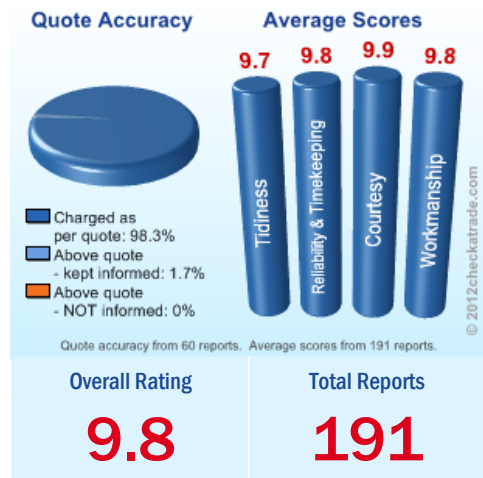 Quote Accuracy
Average Scores
9.7
9.8
9.9
9.8
Tidiness
Reliability & Timekeeping
Courtesy
Workmanship
Charged as
per quote: 98.3%
Above quote
- kept informed: 1.7%
Above quote
- NOT informed: 0%
© 2012checkatrade.com
Quote accuracy from 60 reports. Average scores from 191 reports.
Overall Rating
Total Reports
9.8
191